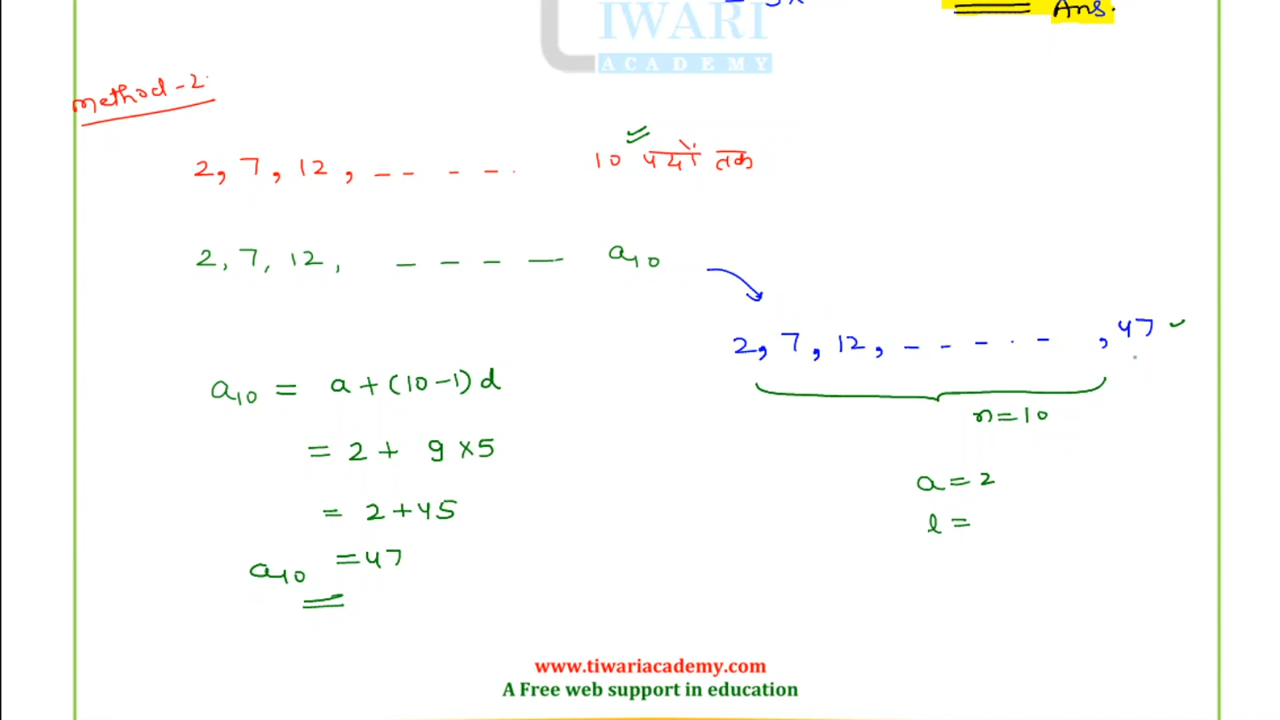 Ans.
IWARI
ACADEMY
Method-2
2, 7, 12, ------ 10 पदों तक
2, 7, 12, ---- a₁₀
2, 7, 12, ------, 47
n=10
a₁₀ = a+(10-1)d
= 2+ 9×5
= 2+45
a₁₀ =47
a=2
l=
www.tiwariacademy.com
A Free web support in education